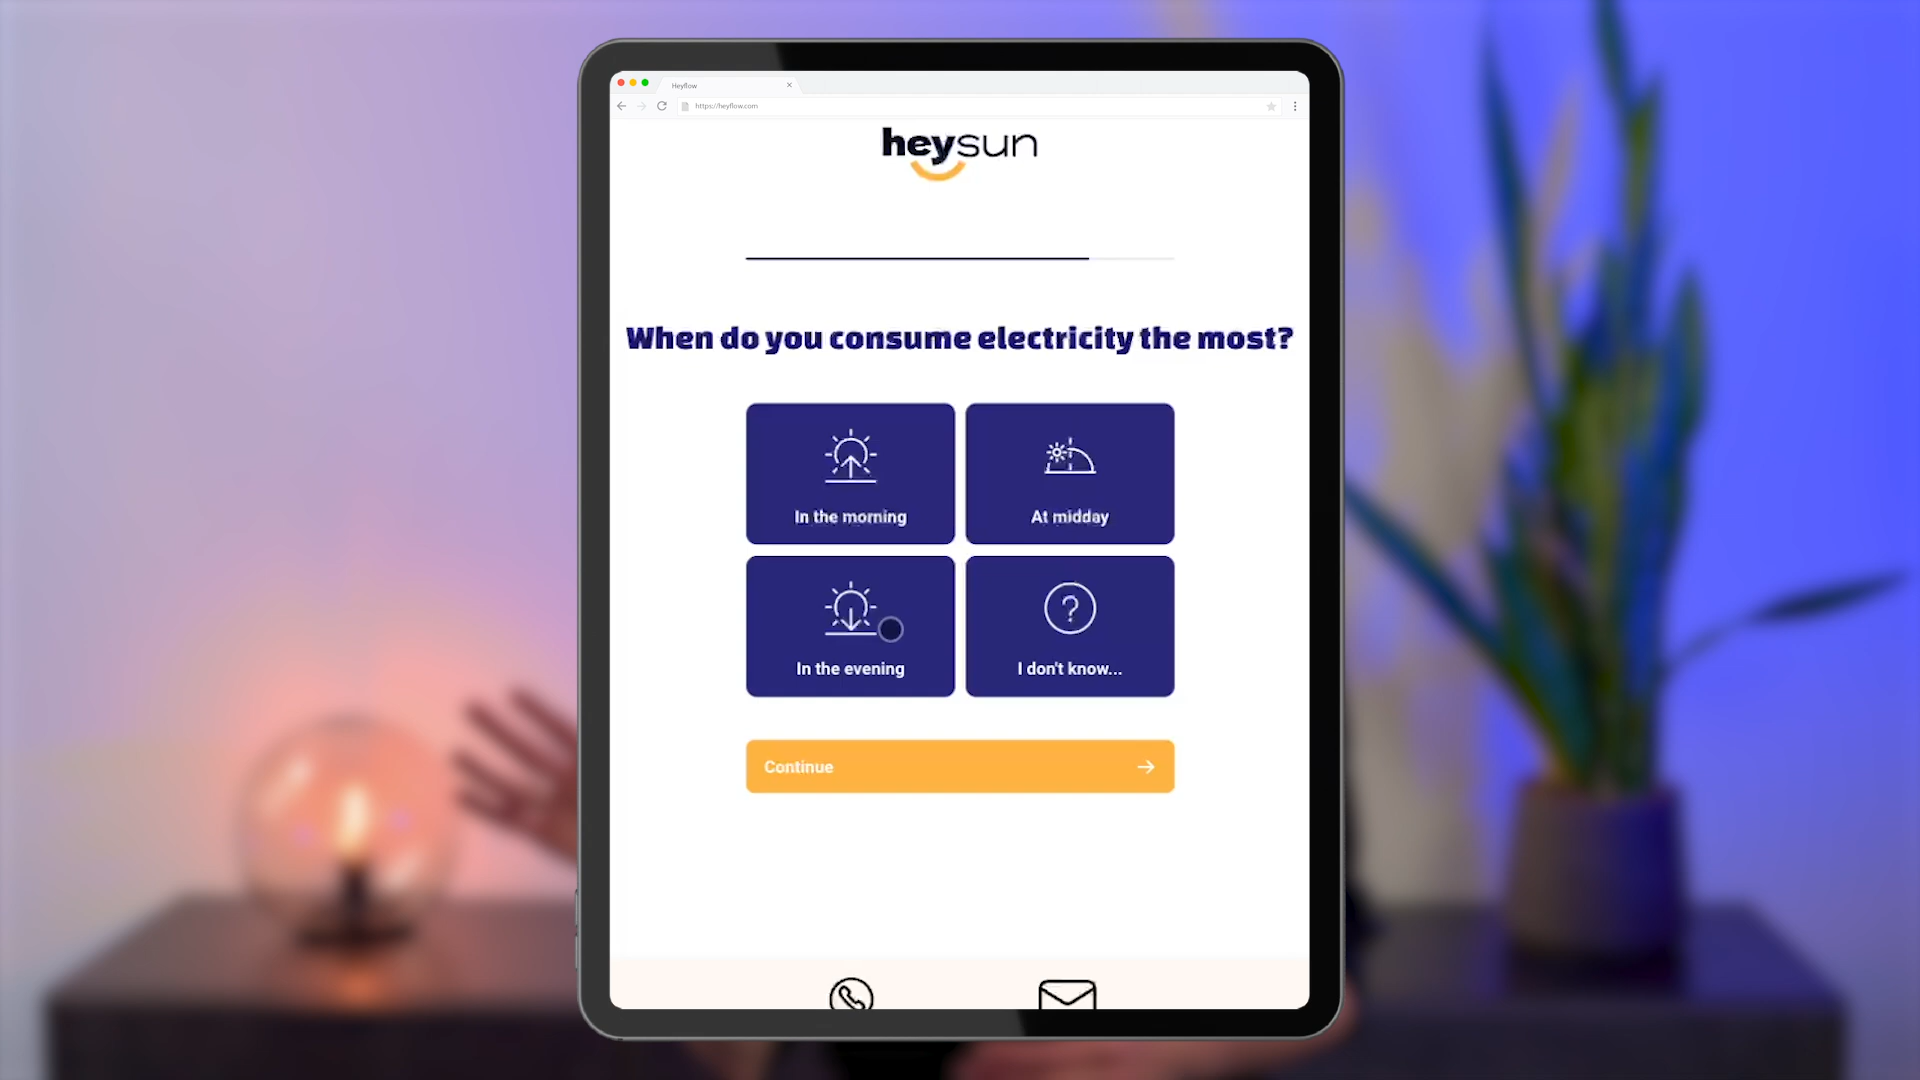 Heyflow
https://heyflow.com
heysun
When do you consume electricity the most?
In the morning
At midday
In the evening
I don't know...
Continue